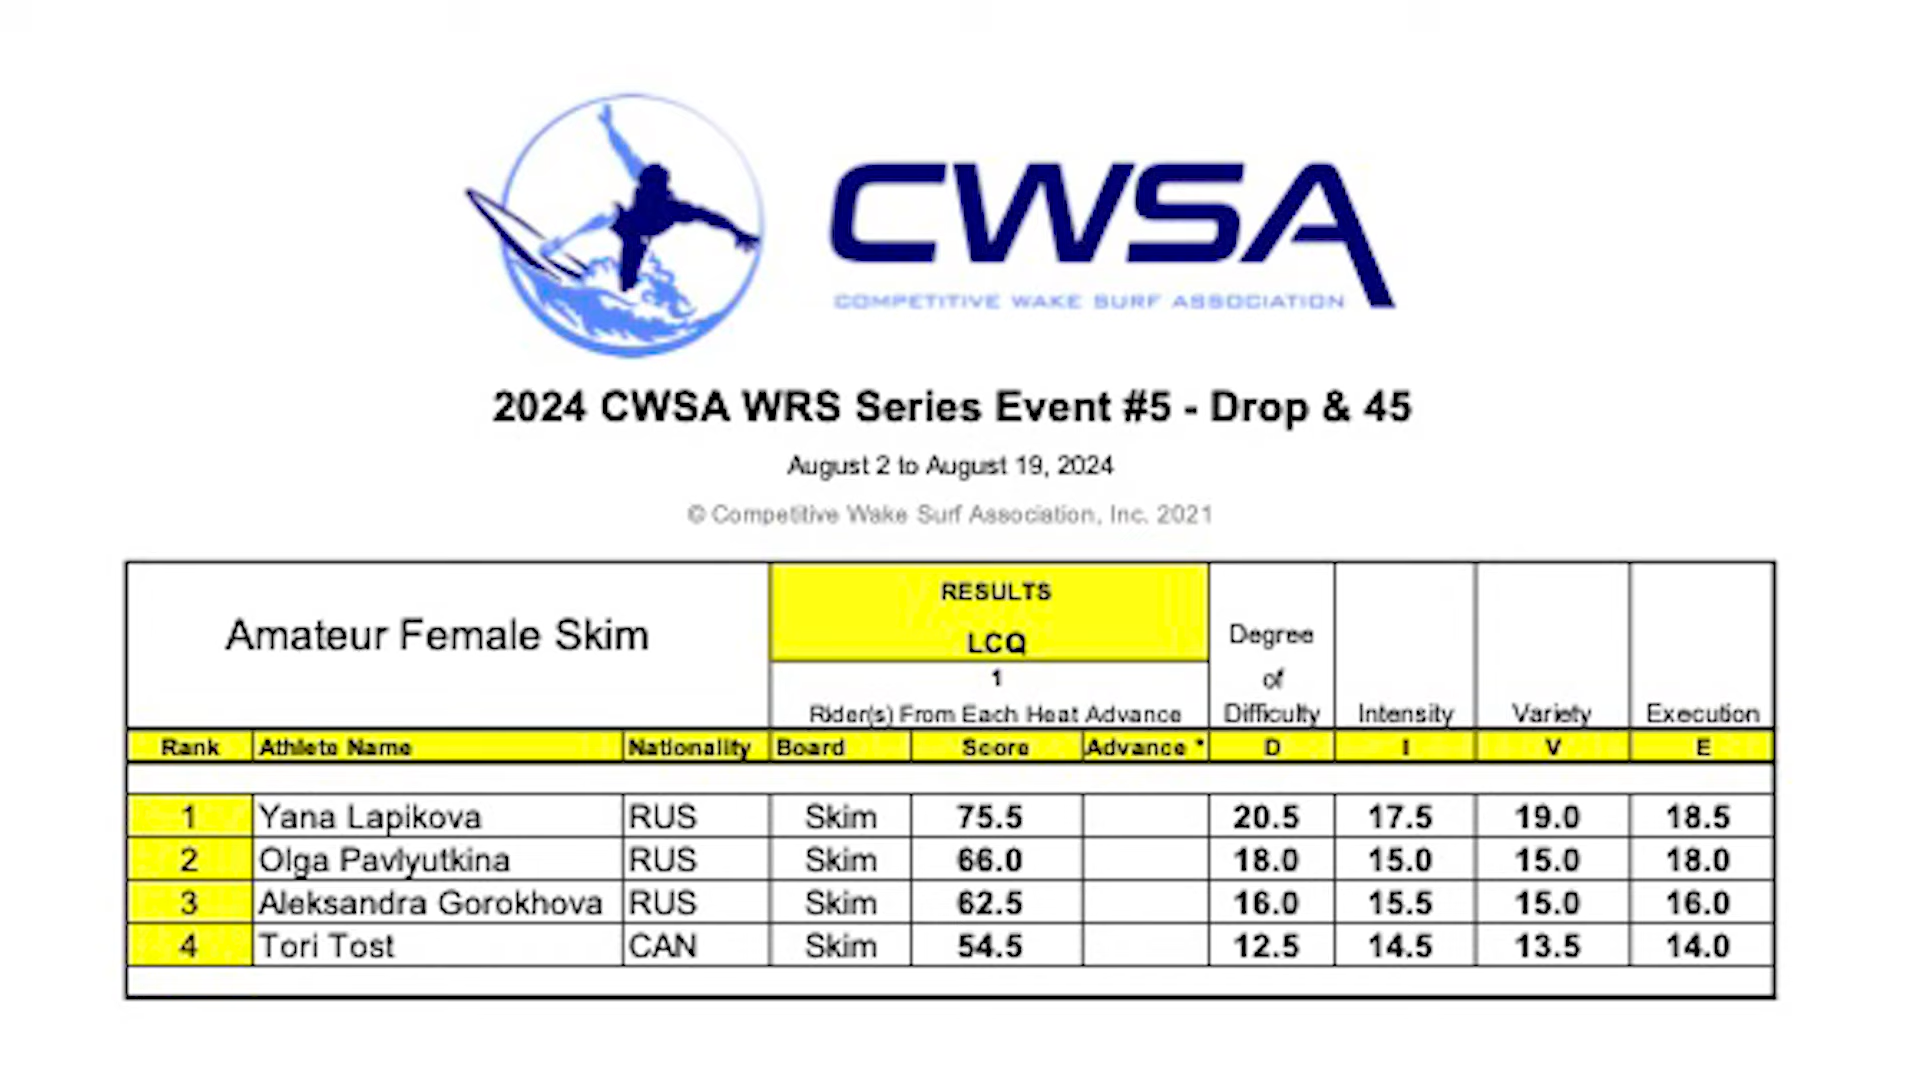 CWSA
COMPETITIVE WAKE SURF ASSOCIATION
2024 CWSA WRS Series Event #5 - Drop & 45
August 2 to August 19, 2024
© Competitive Wake Surf Association, Inc. 2021
Amateur Female Skim
RESULTS
LCQ
1
Rider(s) From Each Heat Advance
Degree
of
Difficulty
Intensity
Variety
Execution
Rank Athlete Name Nationality Board Score Advance * D I V E
1 Yana Lapikova RUS Skim 75.5 20.5 17.5 19.0 18.5
2 Olga Pavlyutkina RUS Skim 66.0 18.0 15.0 15.0 18.0
3 Aleksandra Gorokhova RUS Skim 62.5 16.0 15.5 15.0 16.0
4 Tori Tost CAN Skim 54.5 12.5 14.5 13.5 14.0